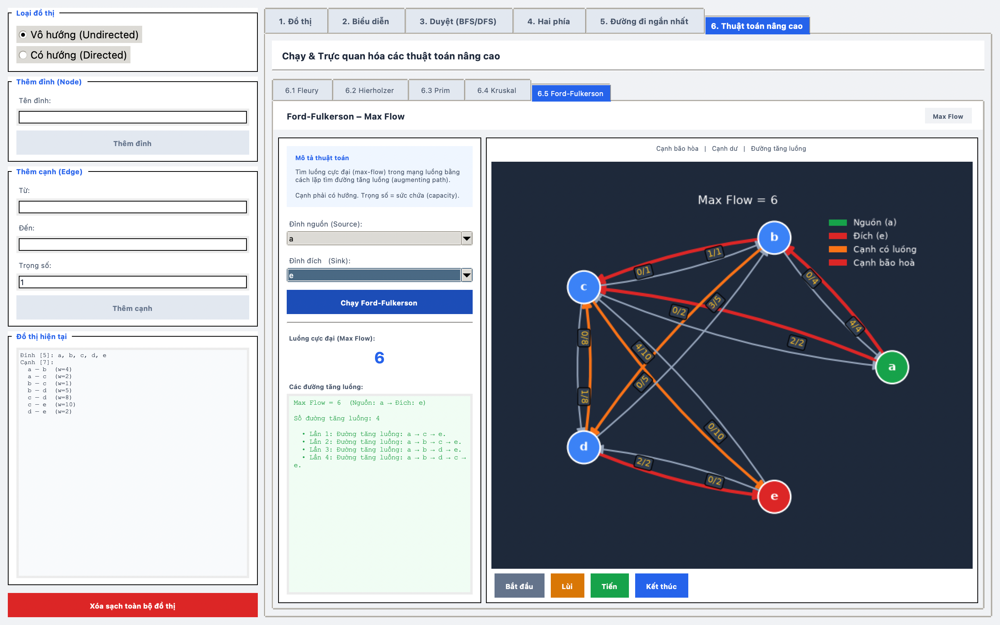 Loại đồ thị
Vô hướng (Undirected)
Có hướng (Directed)
Thêm đỉnh (Node)
Tên đỉnh:
Thêm đỉnh
Thêm cạnh (Edge)
Từ:
Đến:
Trọng số:
1
Thêm cạnh
Đồ thị hiện tại
Đỉnh [5]: a, b, c, d, e
Cạnh [7]:
a — b (w=4)
a — c (w=2)
b — c (w=1)
b — d (w=5)
c — d (w=8)
c — e (w=10)
d — e (w=2)
Xóa sạch toàn bộ đồ thị
1. Đồ thị
2. Biểu diễn
3. Duyệt (BFS/DFS)
4. Hai phía
5. Đường đi ngắn nhất
6. Thuật toán nâng cao
Chạy & Trực quan hóa các thuật toán nâng cao
6.1 Fleury
6.2 Hierholzer
6.3 Prim
6.4 Kruskal
6.5 Ford-Fulkerson
Ford-Fulkerson – Max Flow
Max Flow
Mô tả thuật toán
Tìm luồng cực đại (max-flow) trong mạng luồng bằng
cách lặp tìm đường tăng luồng (augmenting path).
Cạnh phải có hướng. Trọng số = sức chứa (capacity).
Đỉnh nguồn (Source):
a
Đỉnh đích (Sink):
e
Chạy Ford-Fulkerson
Luồng cực đại (Max Flow):
6
Các đường tăng luồng:
Max Flow = 6 (Nguồn: a → Đích: e)
Số đường tăng luồng: 4
• Lần 1: Đường tăng luồng: a → c → e.
• Lần 2: Đường tăng luồng: a → b → c → e.
• Lần 3: Đường tăng luồng: a → b → d → e.
• Lần 4: Đường tăng luồng: a → b → d → c →
e.
Cạnh bão hòa | Cạnh dư | Đường tăng luồng
Max Flow = 6
Nguồn (a)
Đích (e)
Cạnh có luồng
Cạnh bão hoà
b
1/1
0/1
0/4
c
3/5
0/2
4/4
0/8
2/2
4/10
a
0/5
1/8
0/10
d
2/2
0/2
e
Bắt đầu
Lùi
Tiến
Kết thúc